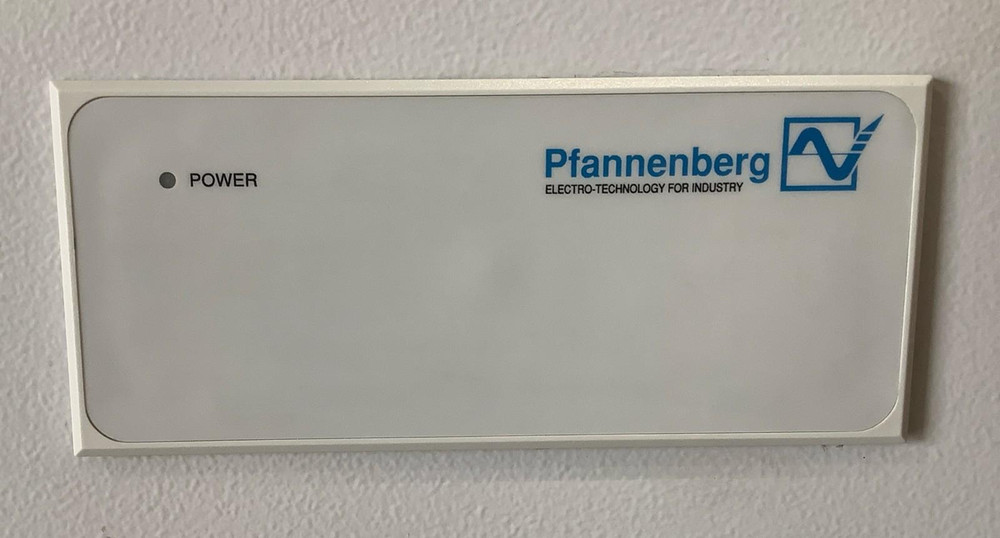 POWER
Pfannenberg
ELECTRO-TECHNOLOGY FOR INDUSTRY